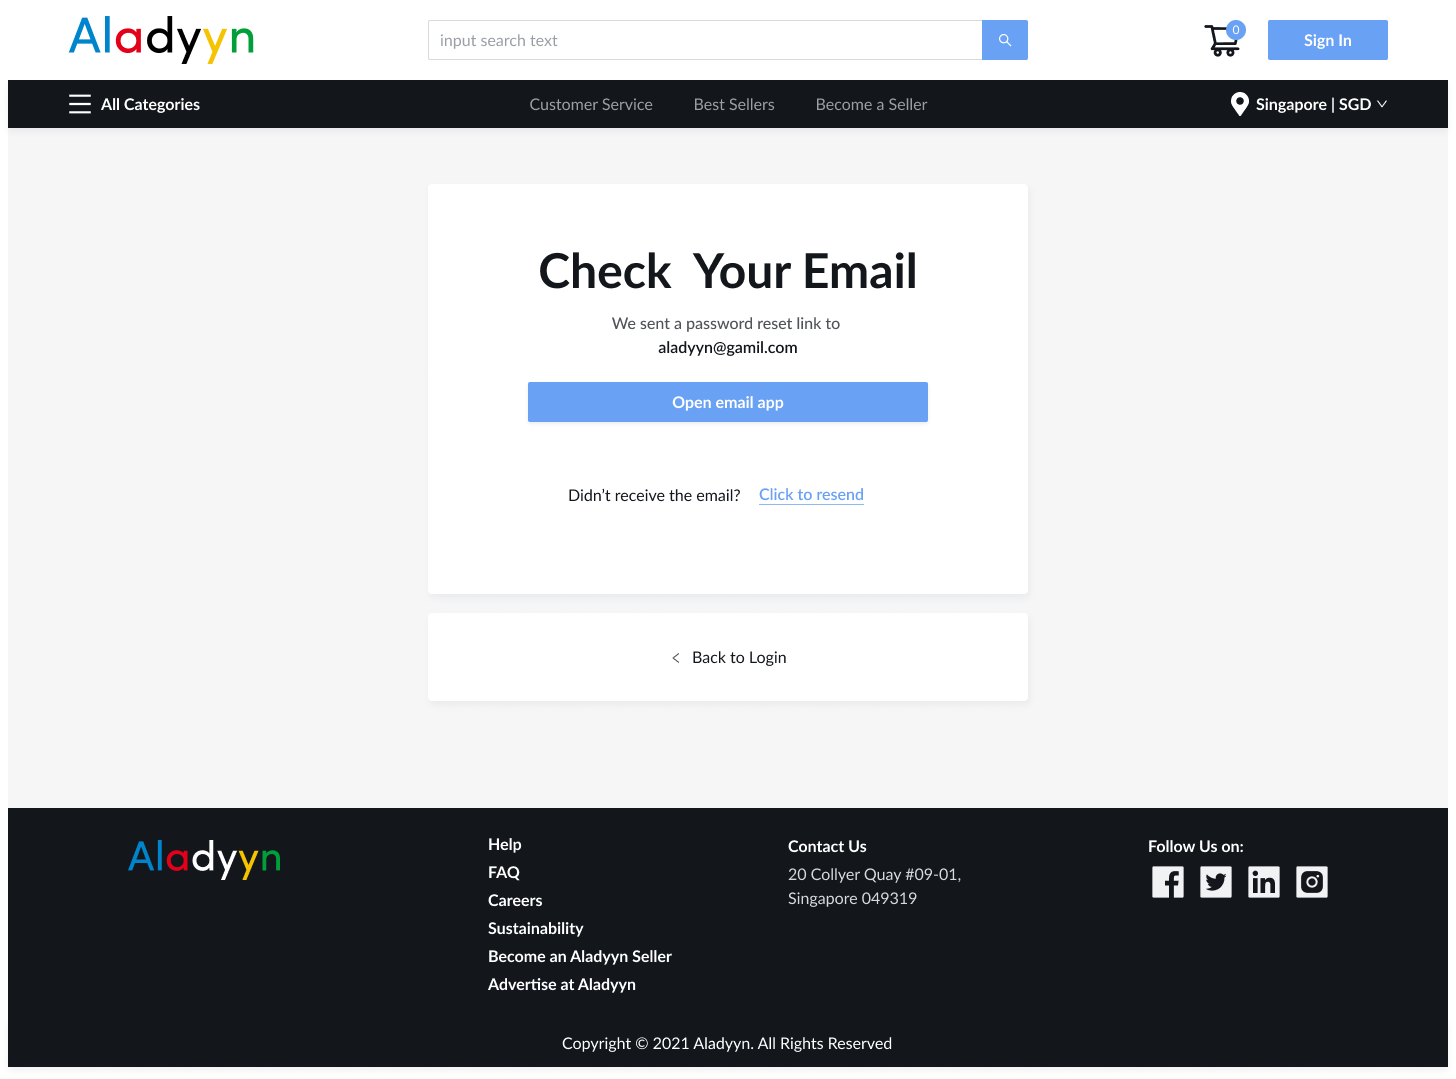 Aladyyn
input search text
0
Sign In
All Categories
Customer Service
Best Sellers
Become a Seller
Singapore | SGD
Check  Your Email
We sent a password reset link to
aladyyn@gamil.com
Open email app
Didn’t receive the email?
Click to resend
Back to Login
Aladyyn
Help
FAQ
Careers
Sustainability
Become an Aladyyn Seller
Advertise at Aladyyn
Contact Us
20 Collyer Quay #09-01,
Singapore 049319
Follow Us on:
Copyright © 2021 Aladyyn. All Rights Reserved